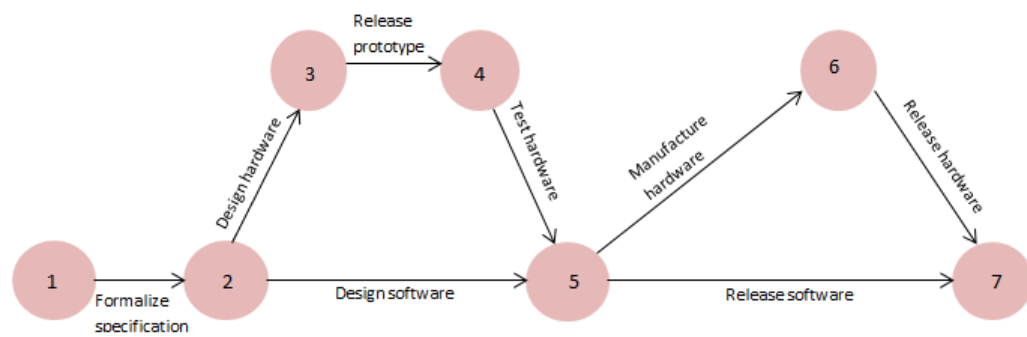 Release
prototype
3
4
6
Design hardware
Test hardware
Manufacture
hardware
Release hardware
1
2
5
7
Formalize
specification
Design software
Release software